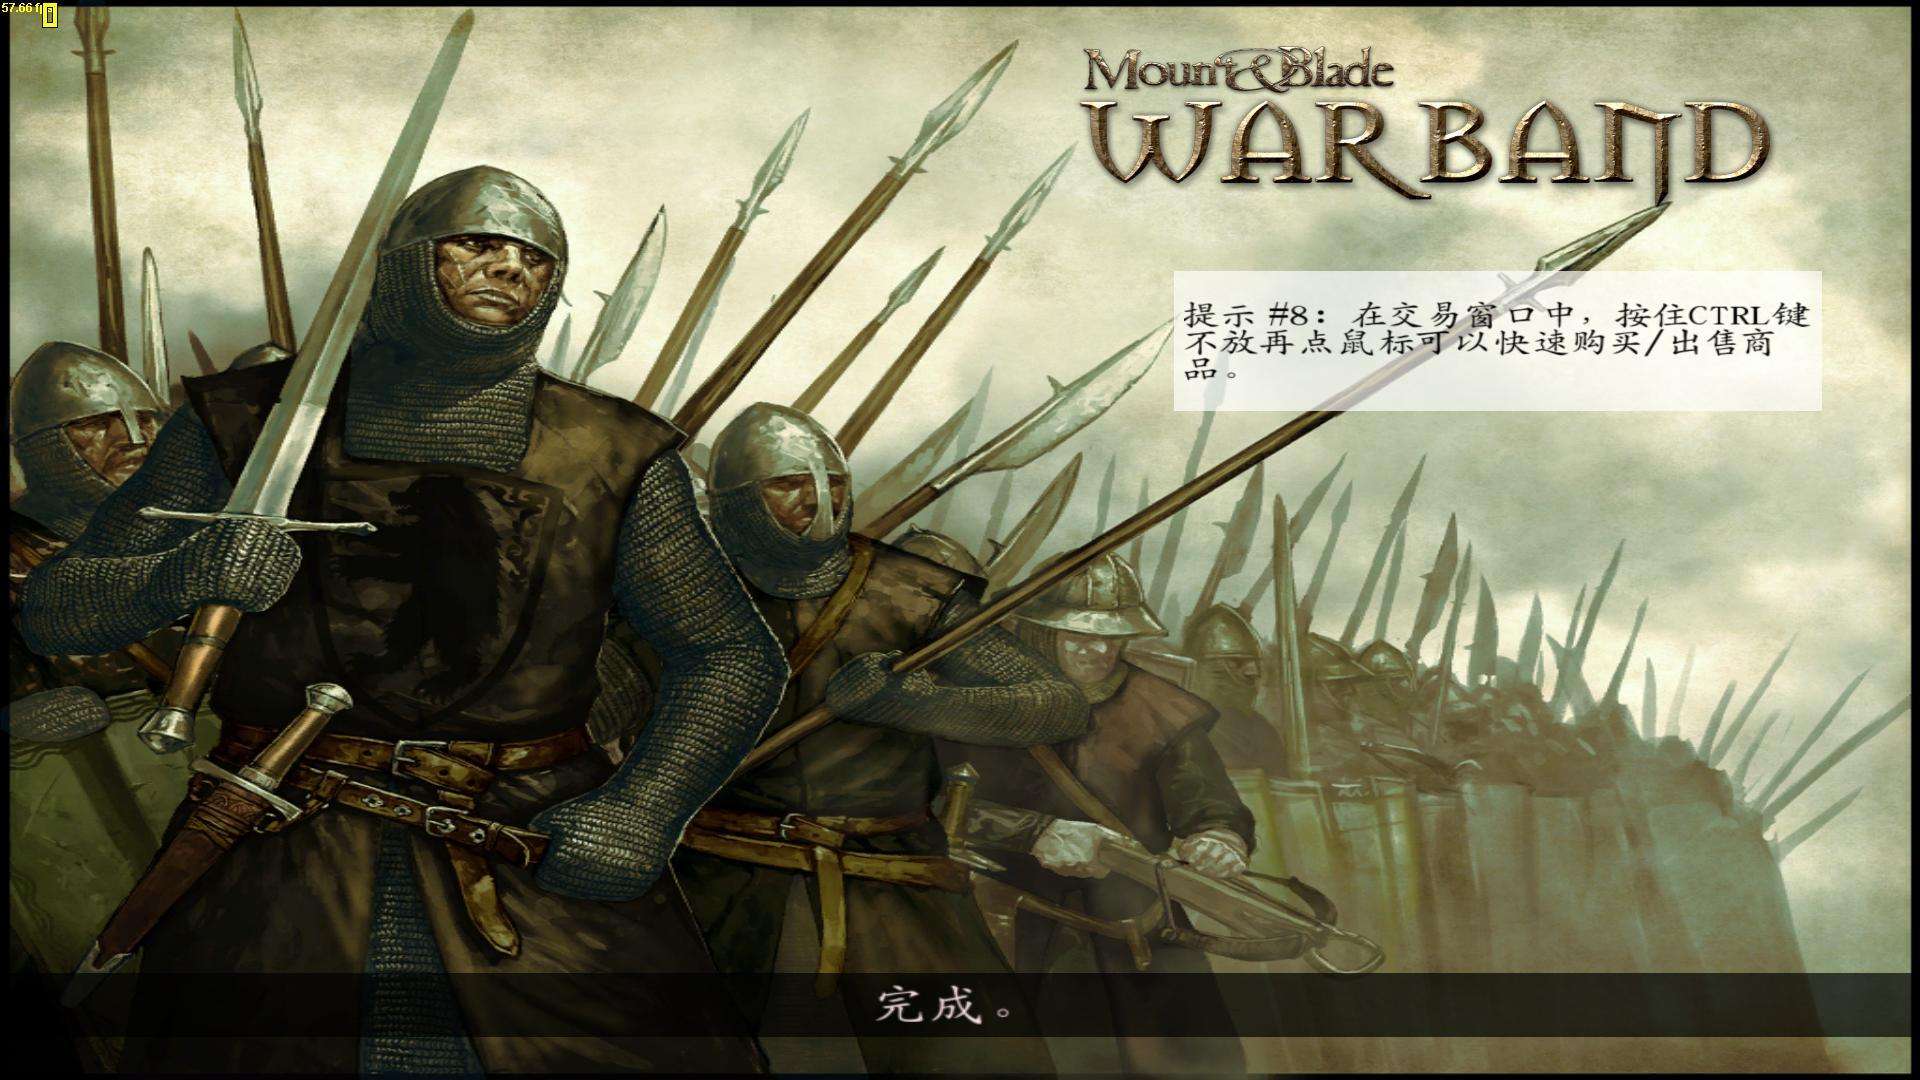 57.66 f
Mount&Blade
WARBAND
提示 #8：在交易窗口中，按住CTRL键
不放再点鼠标可以快速购买/出售商
品。
完成。